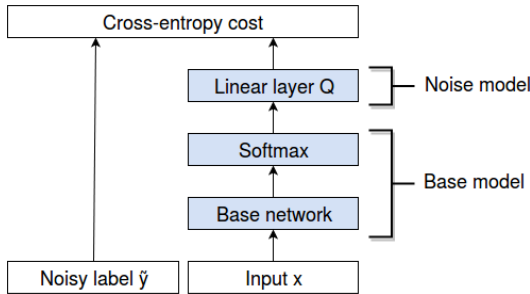 Cross-entropy cost
Linear layer Q
Noise model
Softmax
Base model
Base network
Noisy label ỹ
Input x